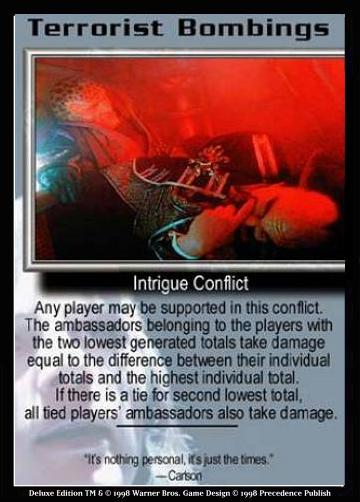 Terrorist Bombings
Intrigue Conflict
Any player may be supported in this conflict.
The ambassadors belonging to the players with
the two lowest generated totals take damage
equal to the difference between their individual
totals and the highest individual total.
If there is a tie for second lowest total,
all tied players' ambassadors also take damage.
"It's nothing personal, it's just the times."
— Carlson
Deluxe Edition TM & © 1998 Warner Bros. Game Design © 1998 Precedence Publish